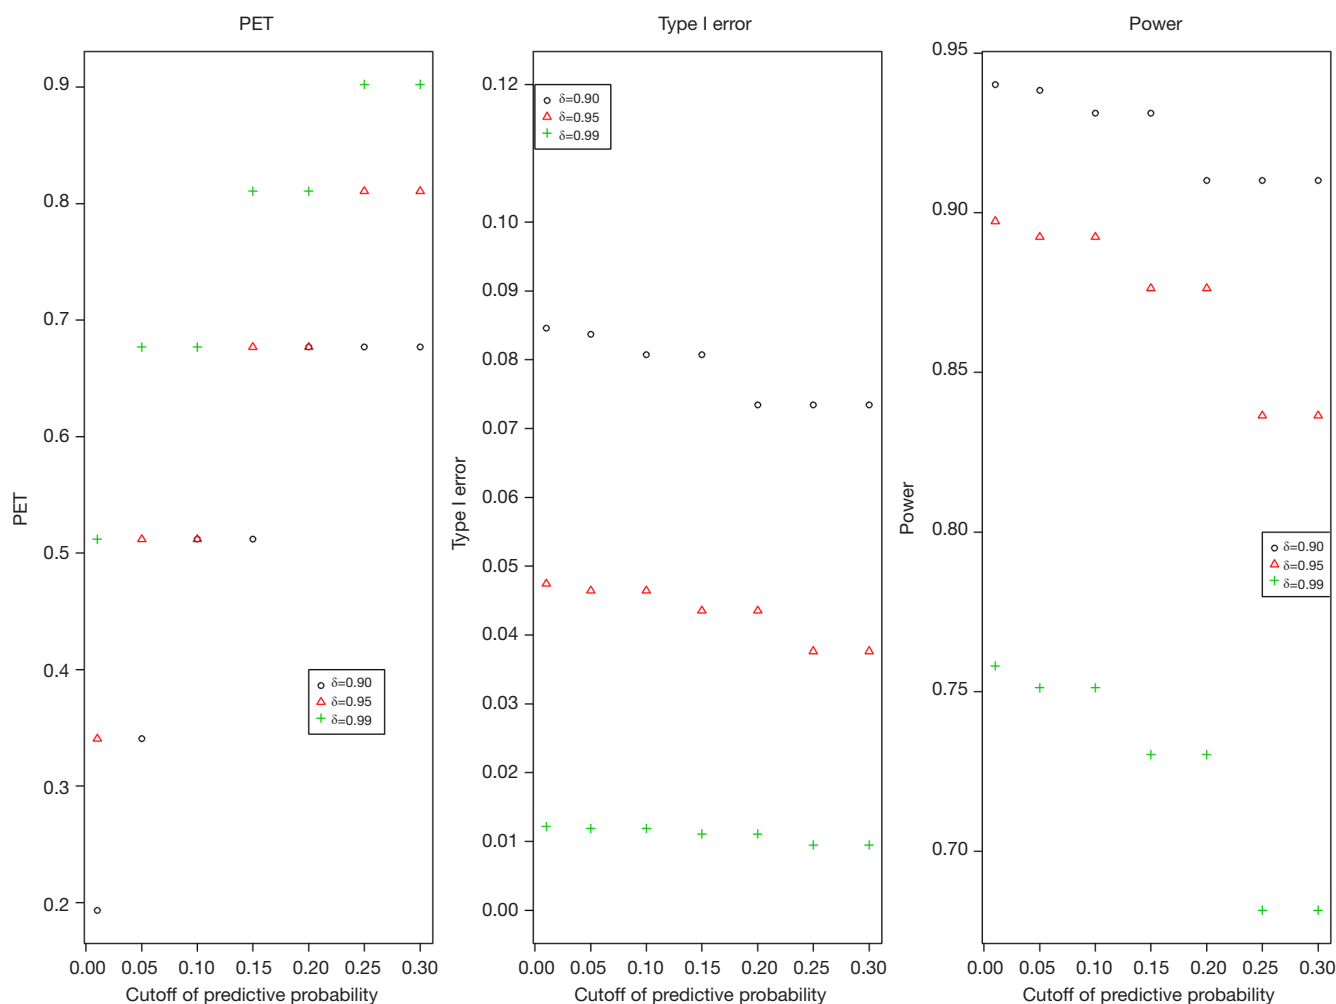 PET
0.9
0.8
0.7
0.6
0.5
0.4
0.3
0.2
PET
δ=0.90
δ=0.95
δ=0.99
0.00 0.05 0.10 0.15 0.20 0.25 0.30
Cutoff of predictive probability
Type I error
0.12
0.10
0.09
0.08
0.07
0.06
0.05
0.04
0.03
0.02
0.01
0.00
Type I error
δ=0.90
δ=0.95
δ=0.99
0.00 0.05 0.10 0.15 0.20 0.25 0.30
Cutoff of predictive probability
Power
0.95
0.90
0.85
0.80
0.75
0.70
Power
δ=0.90
δ=0.95
δ=0.99
0.00 0.05 0.10 0.15 0.20 0.25 0.30
Cutoff of predictive probability